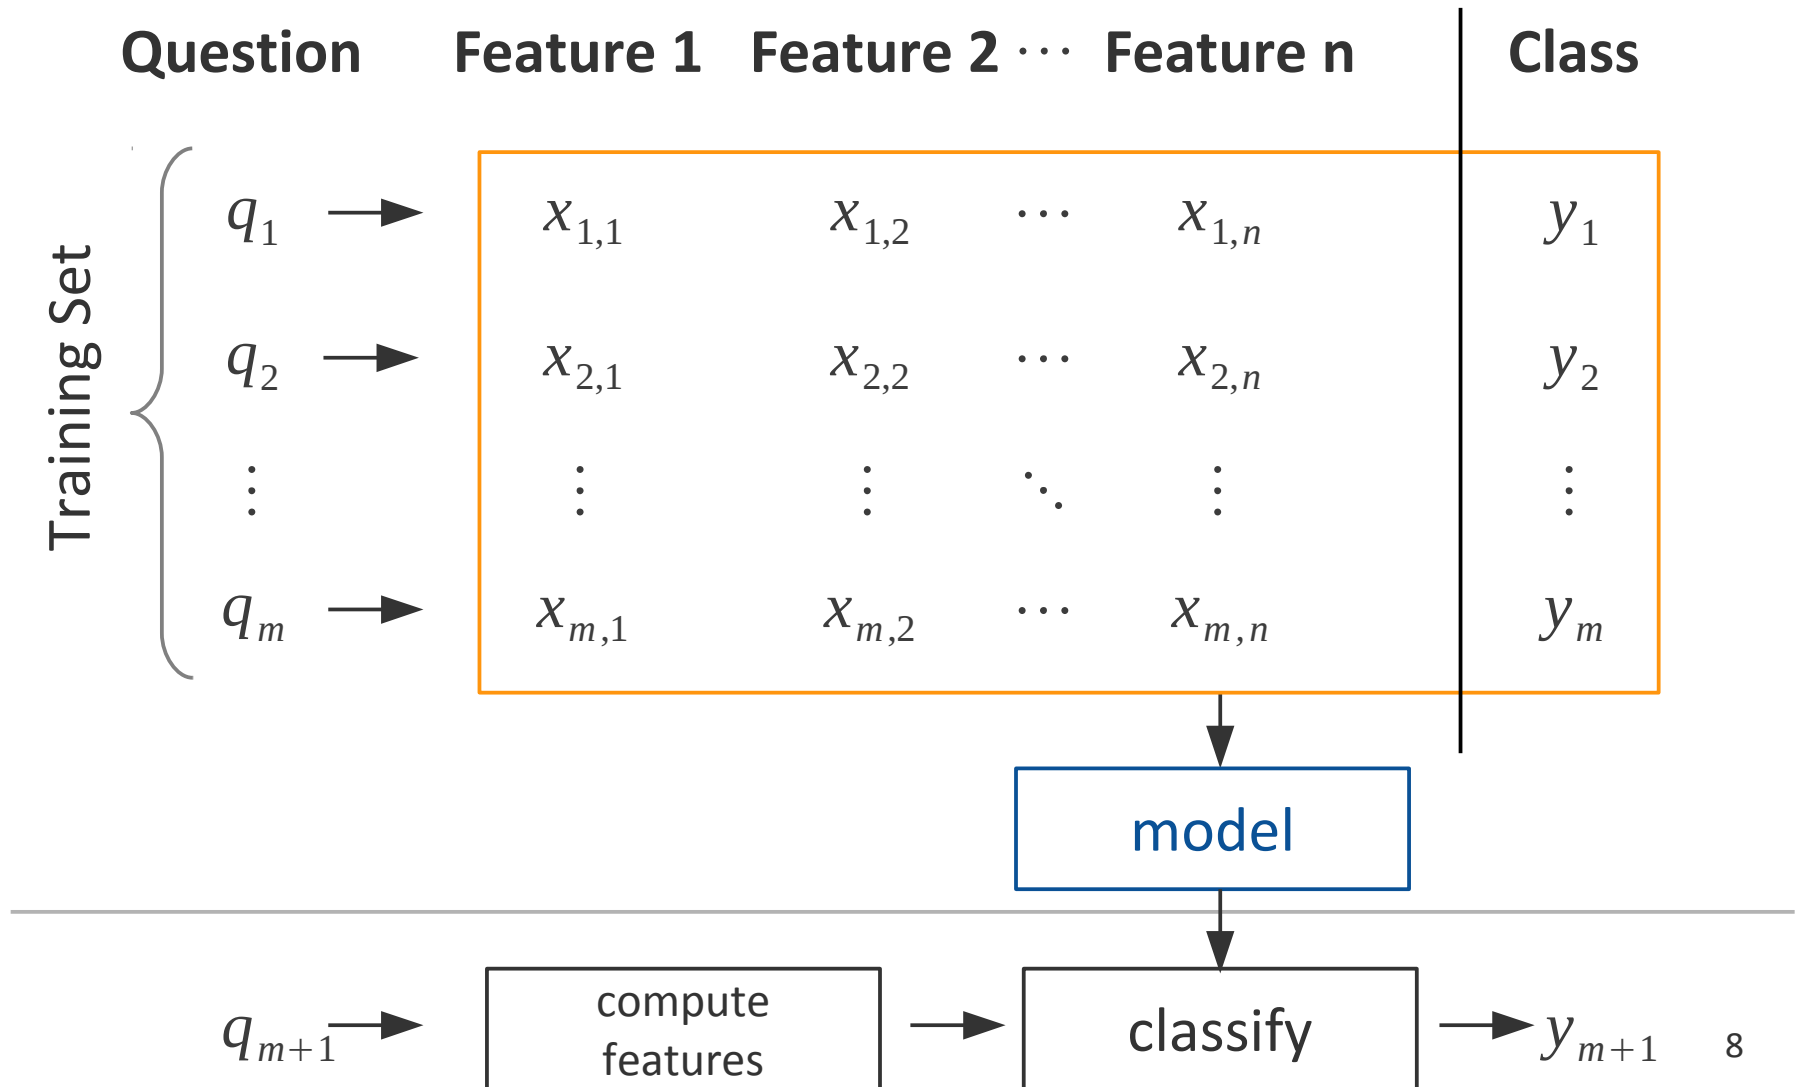 Question Feature 1 Feature 2 ⋯ Feature n Class
Training Set
q₁ x₁,₁ x₁,₂ ⋯ x₁,ₙ y₁
q₂ x₂,₁ x₂,₂ ⋯ x₂,ₙ y₂
⋮ ⋮ ⋮ ⋱ ⋮ ⋮
qₘ xₘ,₁ xₘ,₂ ⋯ xₘ,ₙ yₘ
model
qₘ₊₁ compute features classify yₘ₊₁ 8